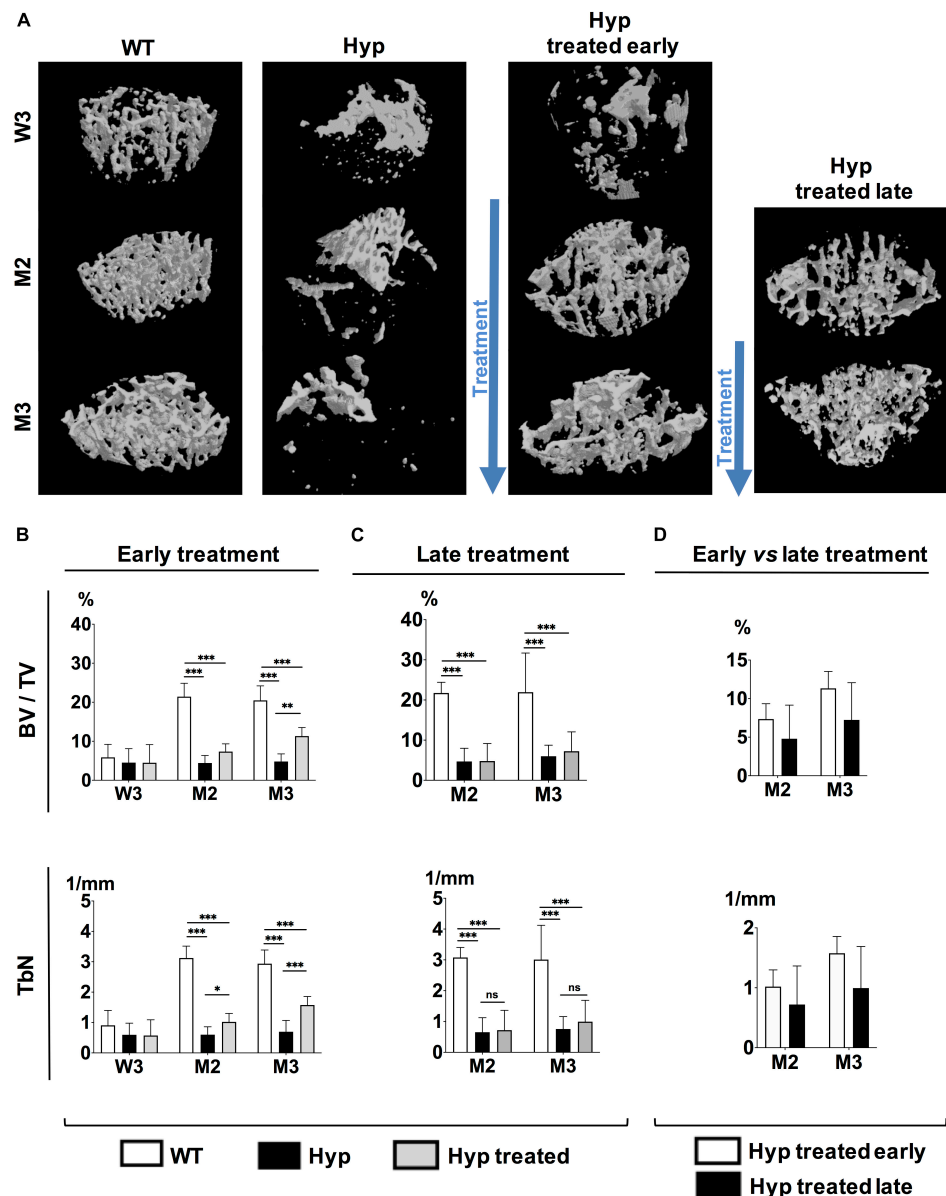 A
WT
Hyp
Hyp
treated early
Hyp
treated late
W3
M2
M3
Treatment
Treatment
B
Early treatment
C
Late treatment
D
Early vs late treatment
BV / TV
%
40
30
20
10
0
***
***
***
***
**
W3 M2 M3
%
40
30
20
10
0
***
***
***
***
M2 M3
%
15
10
5
0
M2 M3
TbN
1/mm
5
4
3
2
1
0
***
***
*
***
***
***
W3 M2 M3
1/mm
5
4
3
2
1
0
***
***
ns
***
***
ns
M2 M3
1/mm
2
1
0
M2 M3
WT Hyp Hyp treated
Hyp treated early
Hyp treated late